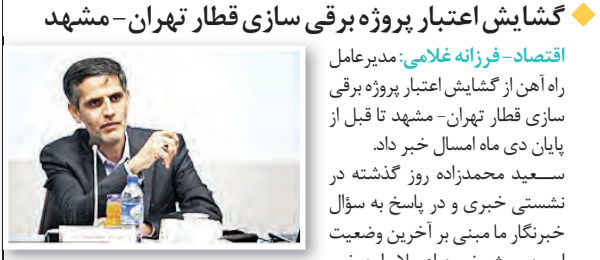 گشایش اعتبار پروژه برقی سازی قطار تهران-مشهد
اقتصاد-فرزانه غلامی: مدیرعامل
راه آهن از گشایش اعتبار پروژه برقی
سازی قطار تهران- مشهد تا قبل از
پایان دی ماه امسال خبر داد.
ســعید محمدزاده روز گذشته در
نشستی خبری و در پاسخ به سؤال
خبرنگار ما مبنی بر آخرین وضعیت